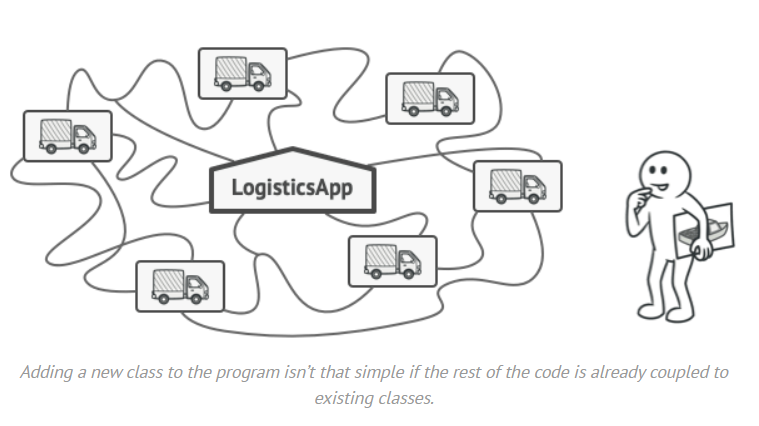 LogisticsApp
Adding a new class to the program isn’t that simple if the rest of the code is already coupled to
existing classes.